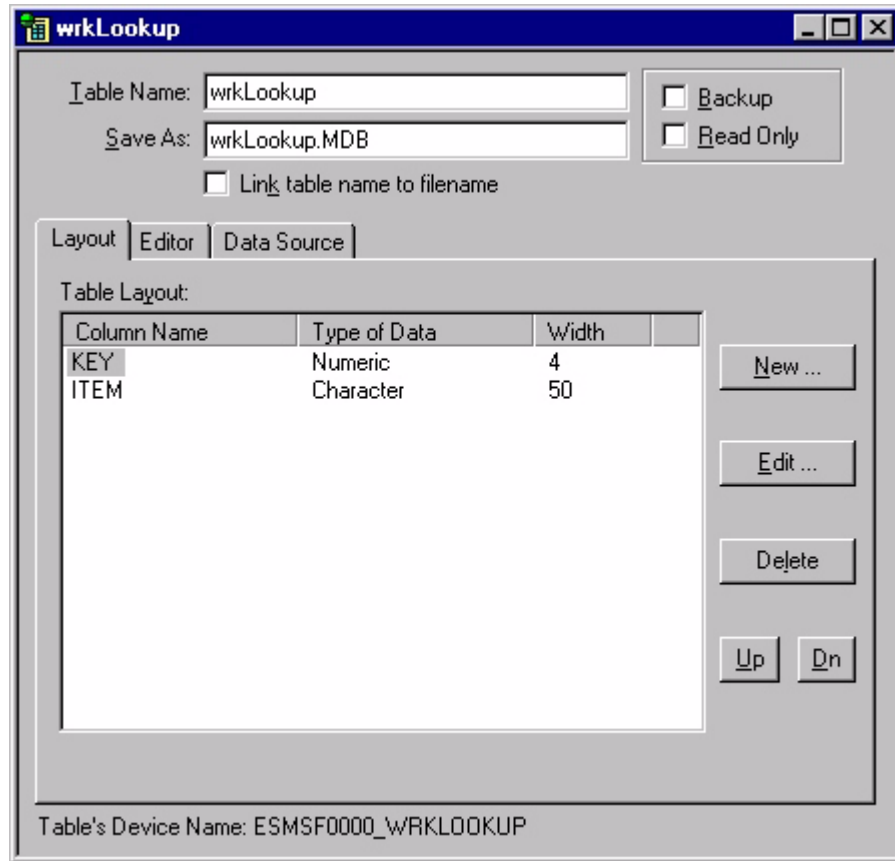 wrkLookup
Table Name: wrkLookup
Backup
Save As: wrkLookup.MDB
Read Only
Link table name to filename
Layout Editor Data Source
Table Layout:
Column Name Type of Data Width
KEY Numeric 4
ITEM Character 50
New ...
Edit ...
Delete
Up Dn
Table's Device Name: ESMSF0000_WRKLOOKUP